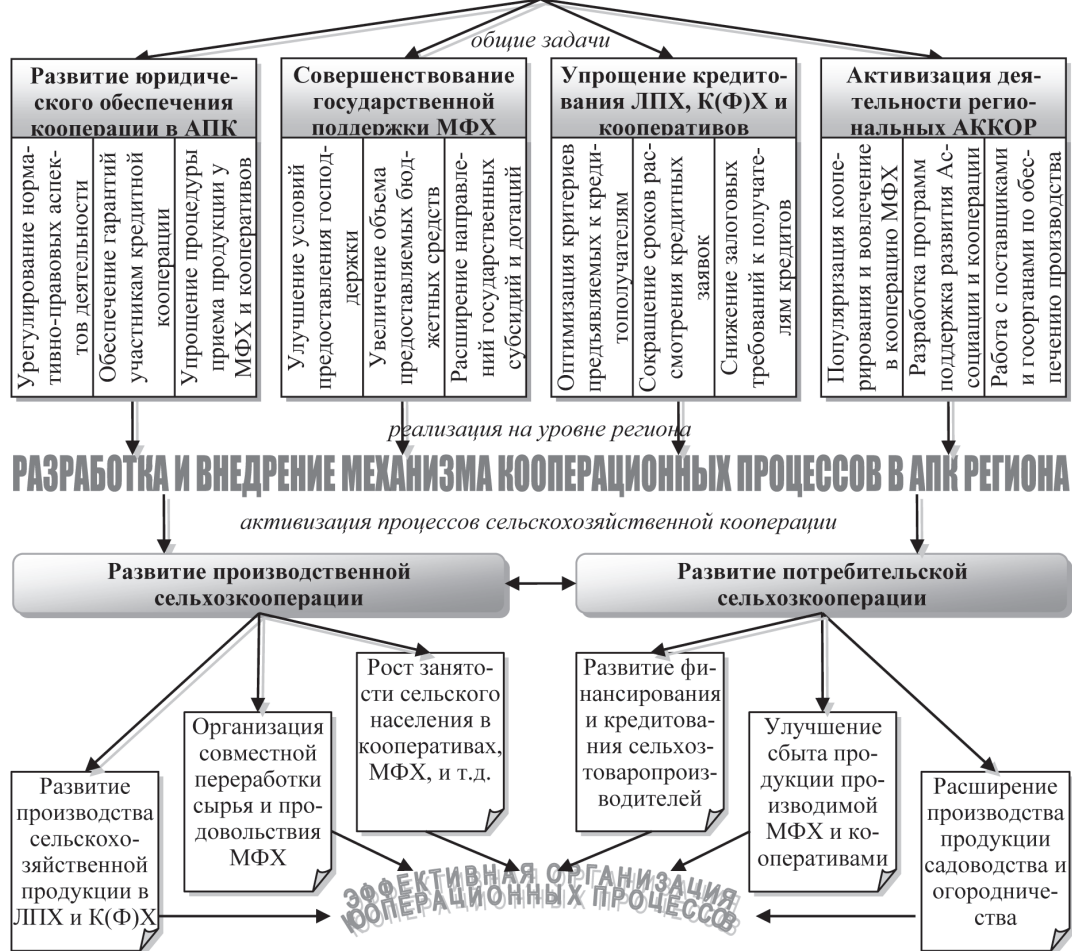 общие задачи
Развитие юридиче-
ского обеспечения
кооперации в АПК
Урегулирование норма-
тивно-правовых аспек-
тов деятельности
Обеспечение гарантий
участникам кредитной
кооперации
Упрощение процедуры
приема продукции у
МФХ и кооперативов
Совершенствование
государственной
поддержки МФХ
Улучшение условий
предоставления господ-
держки
Увеличение объема
предоставляемых бюд-
жетных средств
Расширение направле-
ний государственных
субсидий и дотаций
Упрощение кредито-
вания ЛПХ, К(Ф)Х и
кооперативов
Оптимизация критериев
предъявляемых к креди-
тополучателям
Сокращение сроков рас-
смотрения кредитных
заявок
Снижение залоговых
требований к получате-
лям кредитов
Активизация дея-
тельности регио-
нальных АККОР
Популяризация коопе-
рирования и вовлечение
в кооперацию МФХ
Разработка программ
поддержка развития Ас-
социации и кооперации
Работа с поставщиками
и госорганами по обес-
печению производства
реализация на уровне региона
РАЗРАБОТКА И ВНЕДРЕНИЕ МЕХАНИЗМА КООПЕРАЦИОННЫХ ПРОЦЕССОВ В АПК РЕГИОНА
активизация процессов сельскохозяйственной кооперации
Развитие производственной
сельхозкооперации
Развитие потребительской
сельхозкооперации
Развитие
производства
сельскохо-
зяйственной
продукции в
ЛПХ и К(Ф)Х
Организация
совместной
переработки
сырья и про-
довольствия
МФХ
Рост занято-
сти сельского
населения в
кооперативах,
МФХ, и т.д.
Развитие фи-
нансирования
и кредитова-
ния сельхоз-
товаропроиз-
водителей
Улучшение
сбыта про-
дукции про-
изводимой
МФХ и ко-
оперативами
Расширение
производства
продукции
садоводства и
огородниче-
ства
ЭФФЕКТИВНАЯ ОРГАНИЗАЦИЯ
КООПЕРАЦИОННЫХ ПРОЦЕССОВ